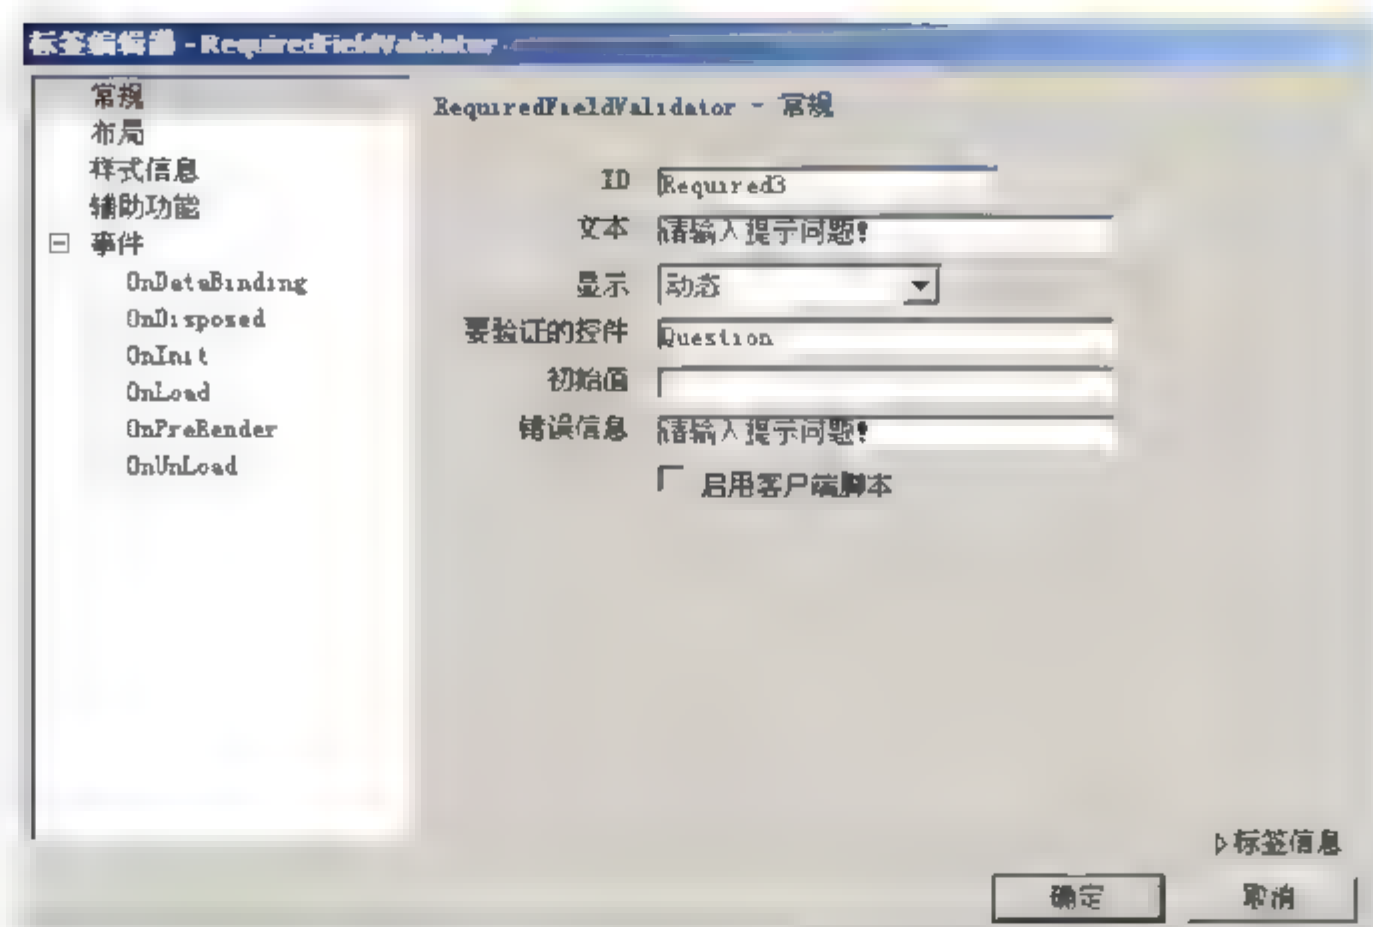 标签编辑器 - RequiredFieldValidator
常规
布局
样式信息
辅助功能
事件
OnDataBinding
OnDisposed
OnInit
OnLoad
OnPreRender
OnUnLoad
RequiredFieldValidator - 常规
ID Required3
文本 请输入提示问题!
显示 动态
要验证的控件 Question
初始值
错误信息 请输入提示问题!
启用客户端脚本
标签信息
确定 取消